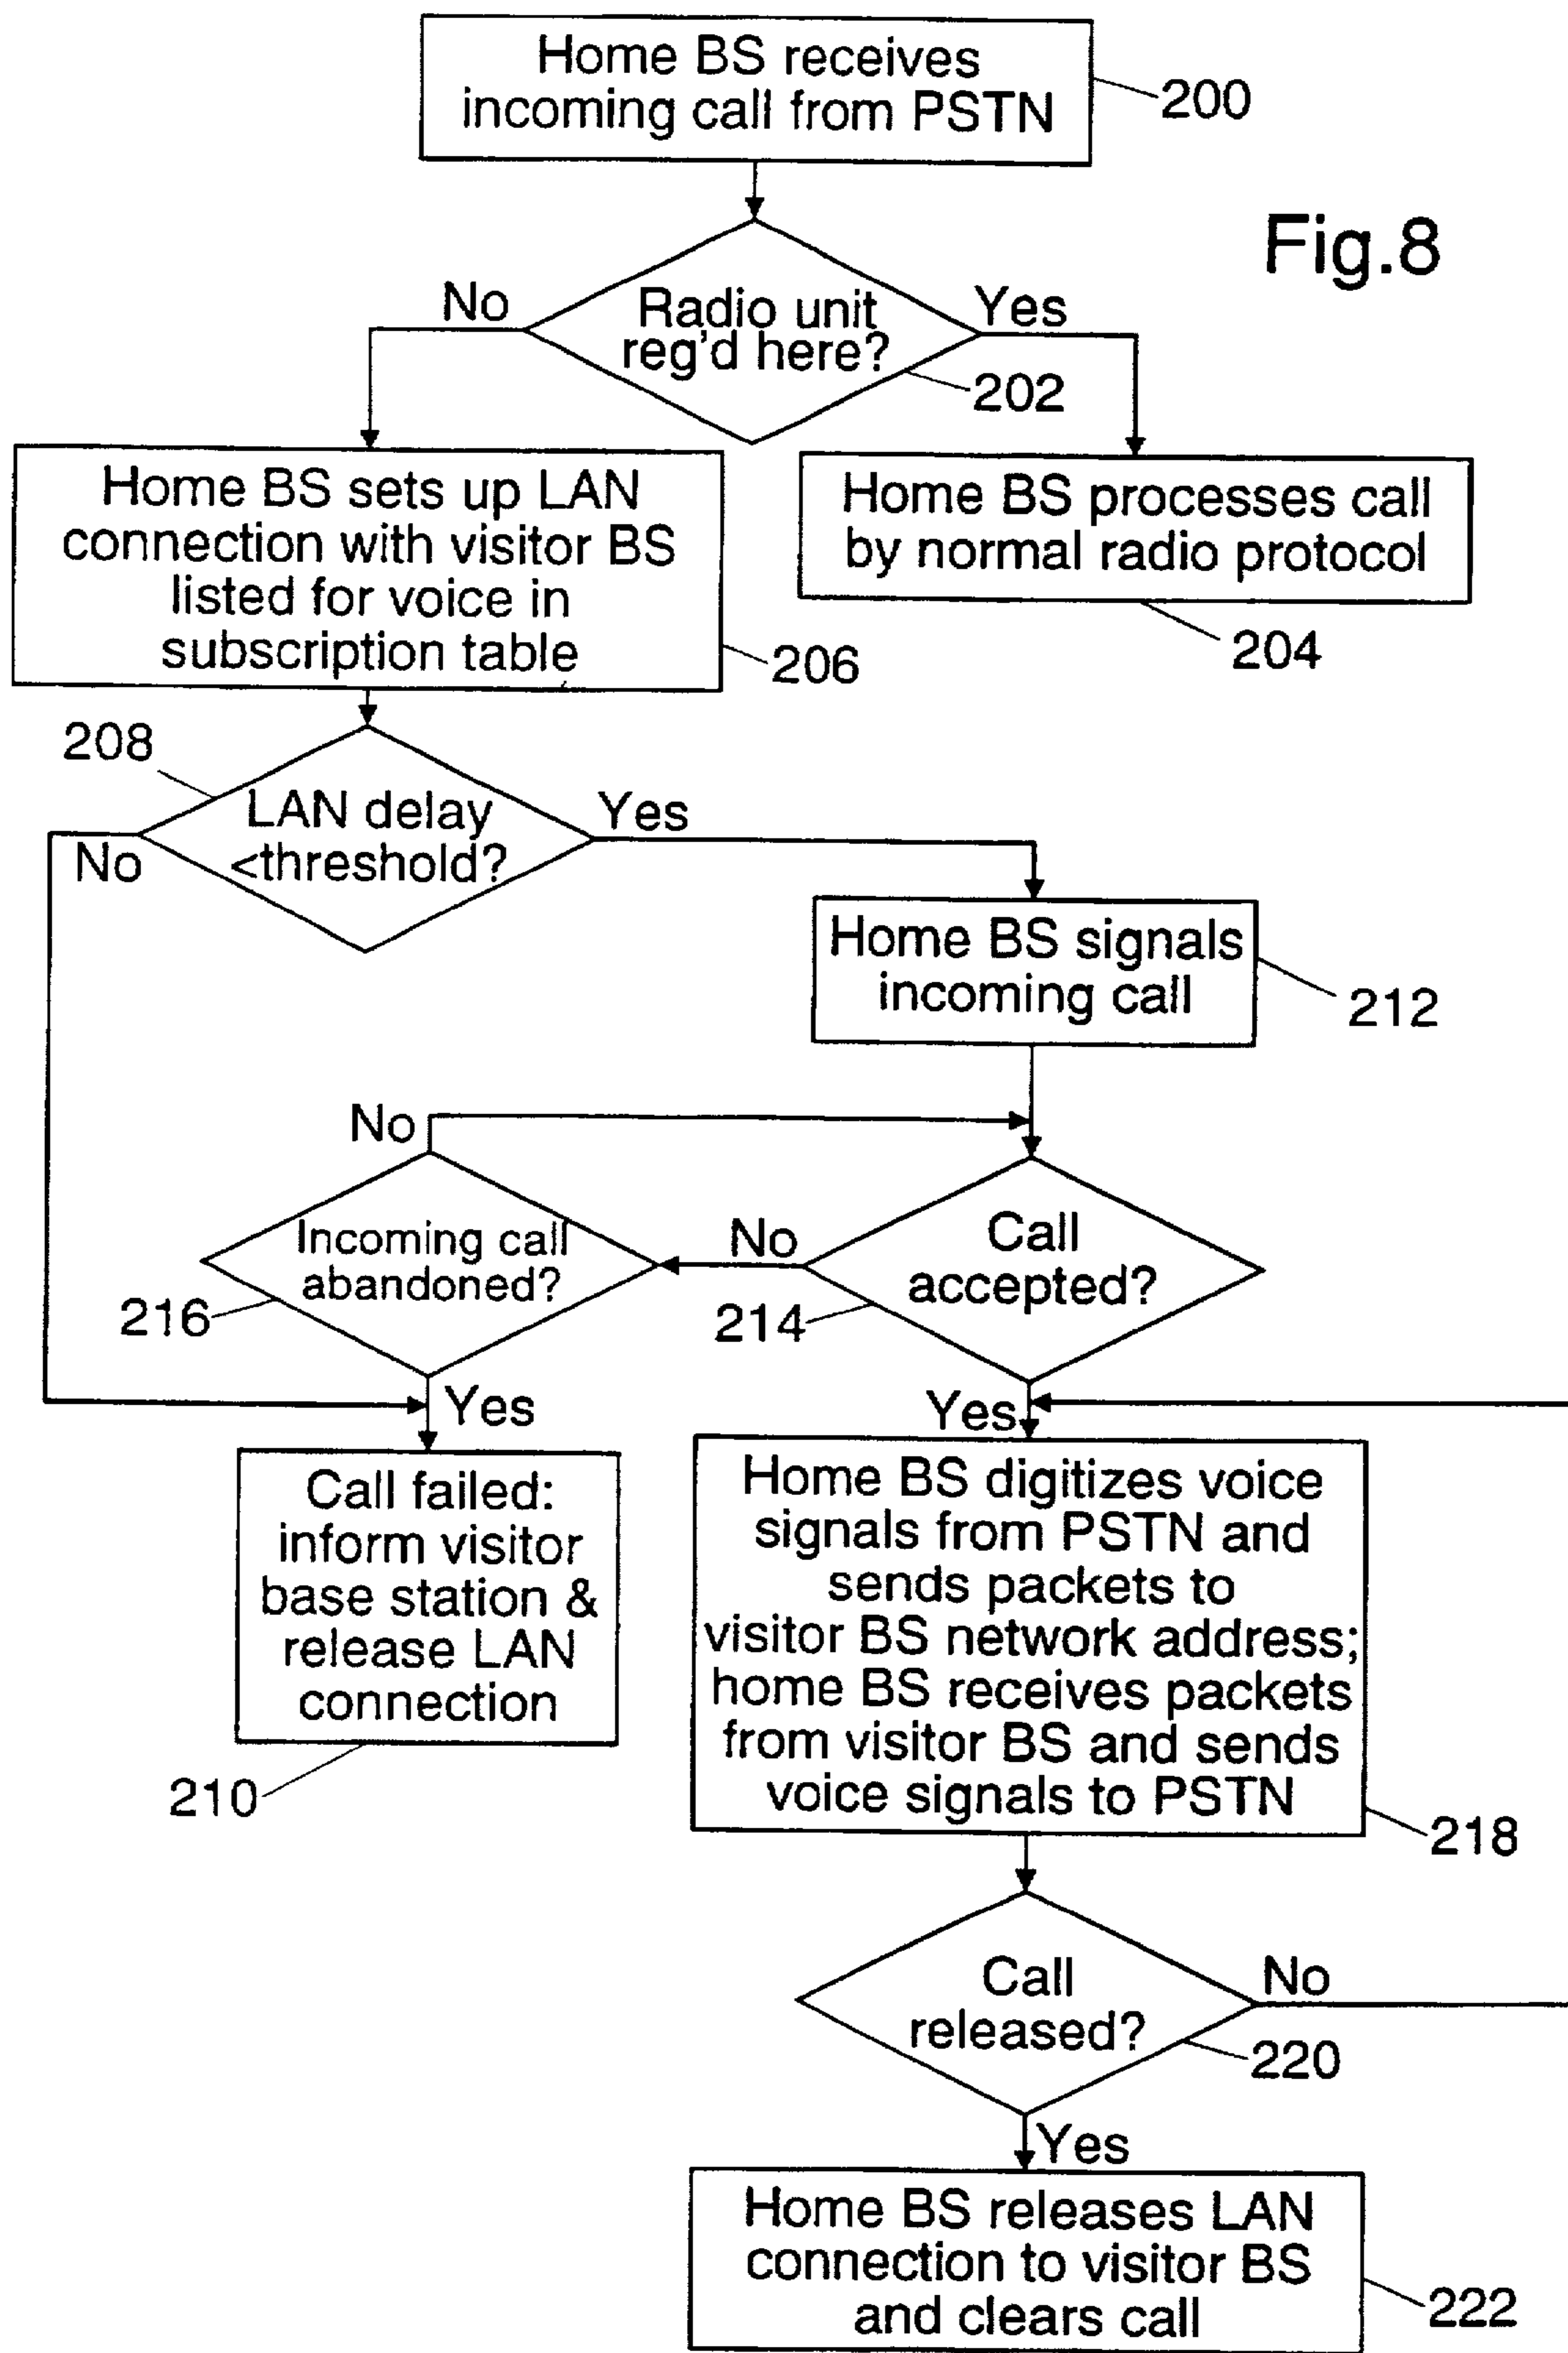 Home BS receives
incoming call from PSTN
200
Fig.8
No
Radio unit
reg'd here?
Yes
202
Home BS sets up LAN
connection with visitor BS
listed for voice in
subscription table
206
Home BS processes call
by normal radio protocol
204
208
LAN delay
<threshold?
Yes
No
Home BS signals
incoming call
212
No
Incoming call
abandoned?
216
No
Call
accepted?
214
Yes
Yes
Call failed:
inform visitor
base station &
release LAN
connection
210
Home BS digitizes voice
signals from PSTN and
sends packets to
visitor BS network address;
home BS receives packets
from visitor BS and sends
voice signals to PSTN
218
Call
released?
No
220
Yes
Home BS releases LAN
connection to visitor BS
and clears call
222